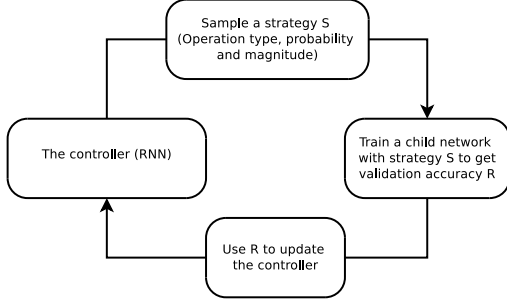 Sample a strategy S
(Operation type, probability
and magnitude)
The controller (RNN)
Train a child network
with strategy S to get
validation accuracy R
Use R to update
the controller